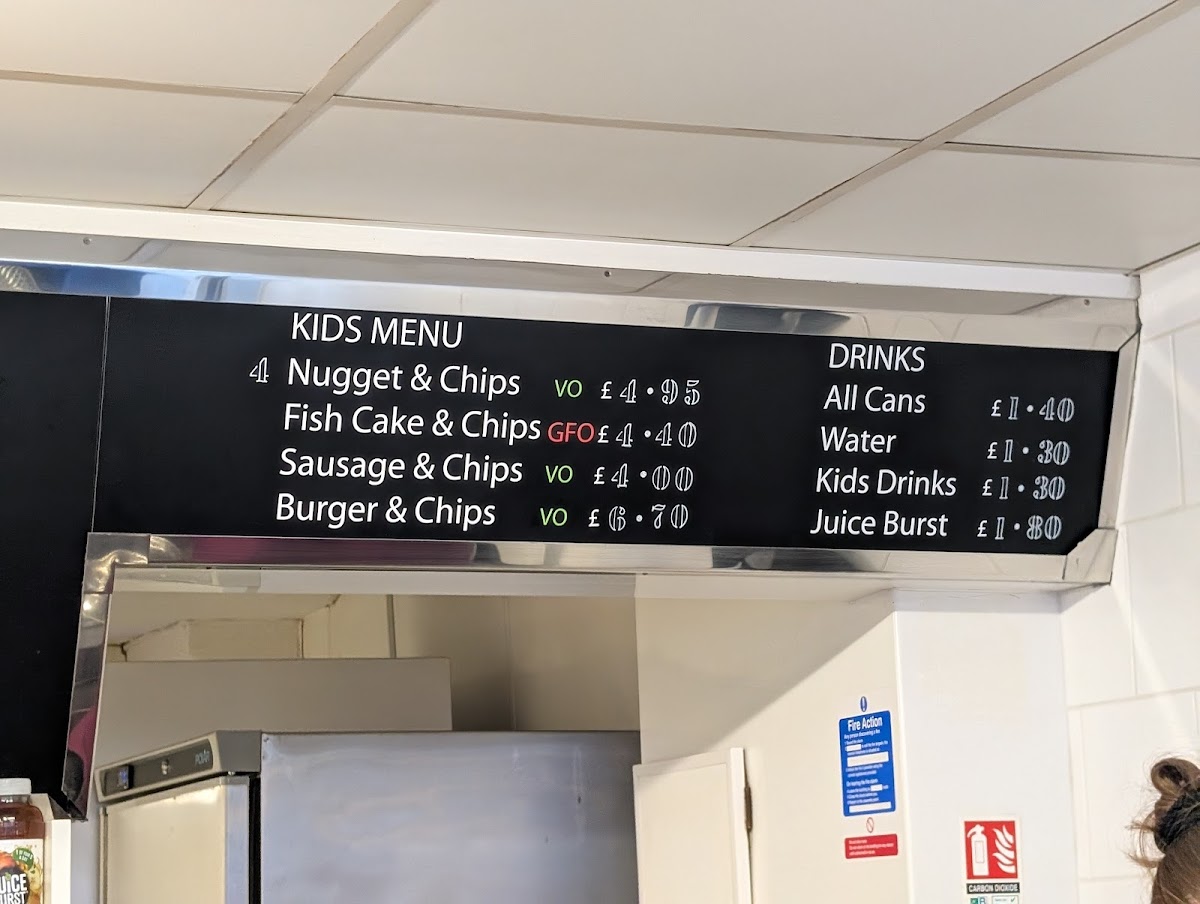 KIDS MENU
4 Nugget & Chips VO £4.95
Fish Cake & Chips GFO £4.40
Sausage & Chips VO £4.00
Burger & Chips VO £6.70
DRINKS
All Cans £1.40
Water £1.30
Kids Drinks £1.30
Juice Burst £1.80
POLAR
Fire Action
CARBON DIOXIDE